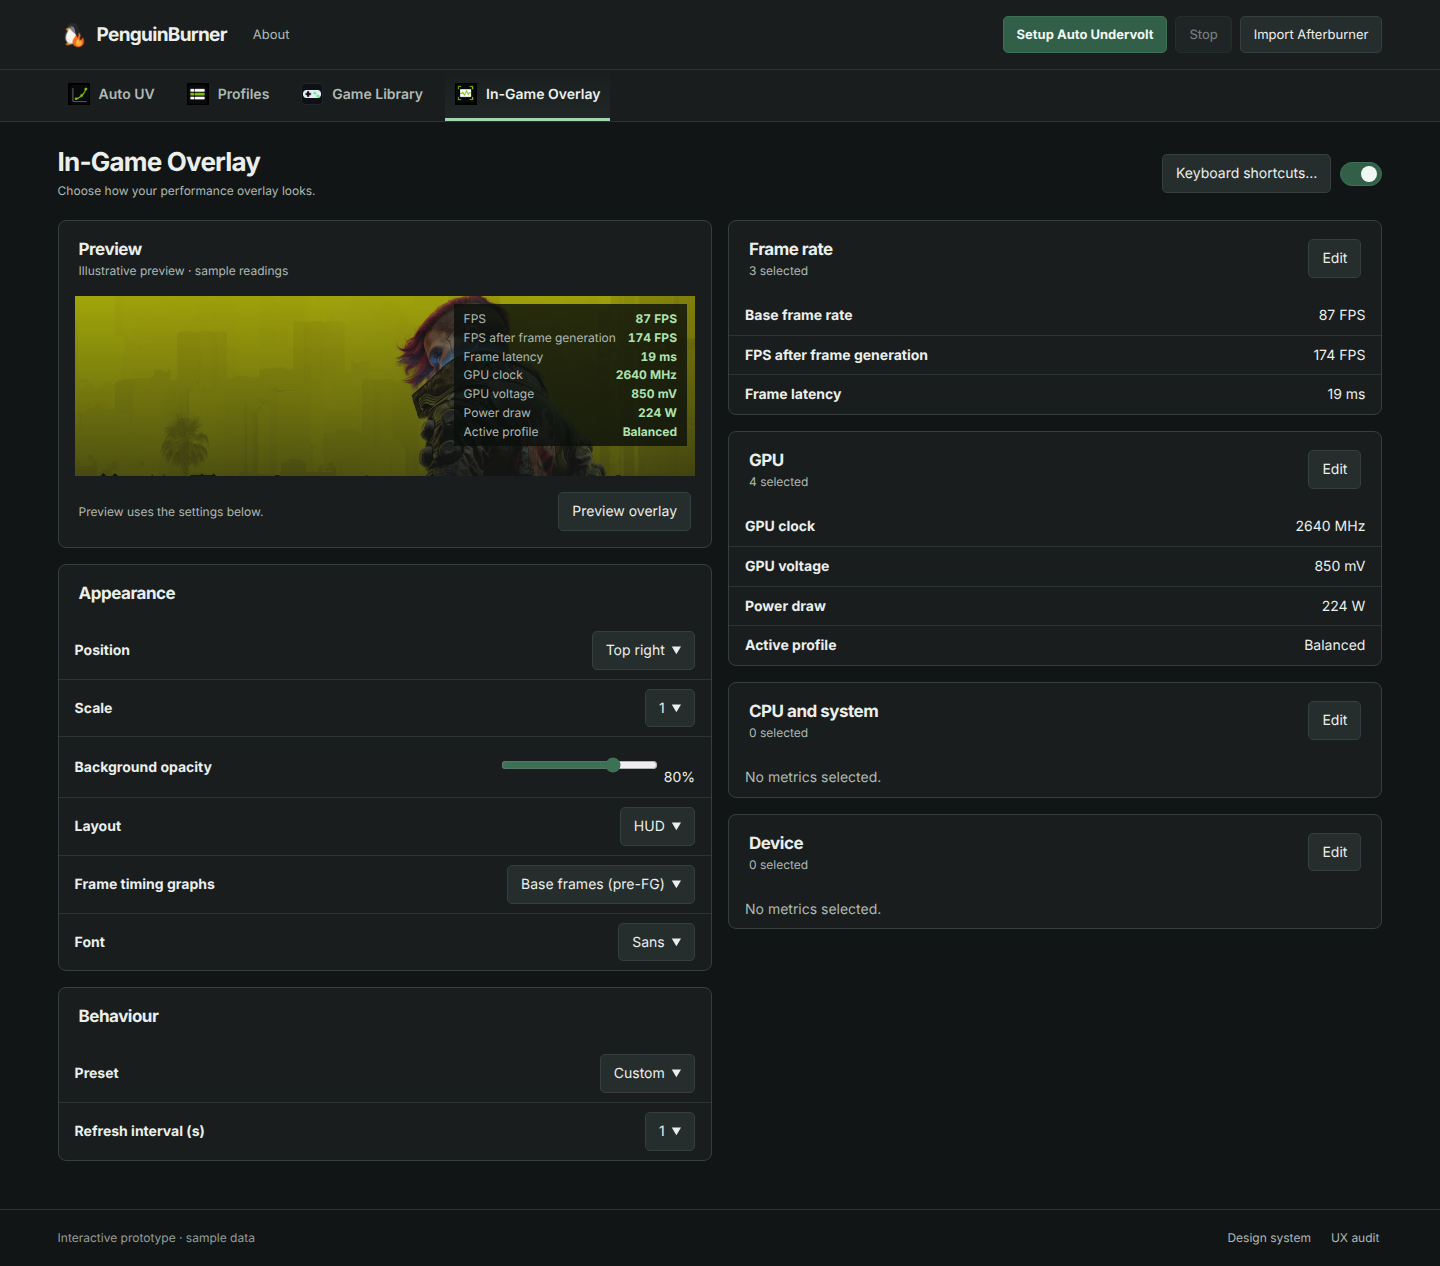 PenguinBurner
About
Setup Auto Undervolt
Stop
Import Afterburner
Auto UV
Profiles
Game Library
In-Game Overlay
In-Game Overlay
Choose how your performance overlay looks.
Keyboard shortcuts...
Preview
Illustrative preview · sample readings
FPS 87 FPS
FPS after frame generation 174 FPS
Frame latency 19 ms
GPU clock 2640 MHz
GPU voltage 850 mV
Power draw 224 W
Active profile Balanced
Preview uses the settings below.
Preview overlay
Appearance
Position Top right
Scale 1
Background opacity 80%
Layout HUD
Frame timing graphs Base frames (pre-FG)
Font Sans
Behaviour
Preset Custom
Refresh interval (s) 1
Frame rate
3 selected
Edit
Base frame rate 87 FPS
FPS after frame generation 174 FPS
Frame latency 19 ms
GPU
4 selected
Edit
GPU clock 2640 MHz
GPU voltage 850 mV
Power draw 224 W
Active profile Balanced
CPU and system
0 selected
Edit
No metrics selected.
Device
0 selected
Edit
No metrics selected.
Interactive prototype · sample data
Design system
UX audit